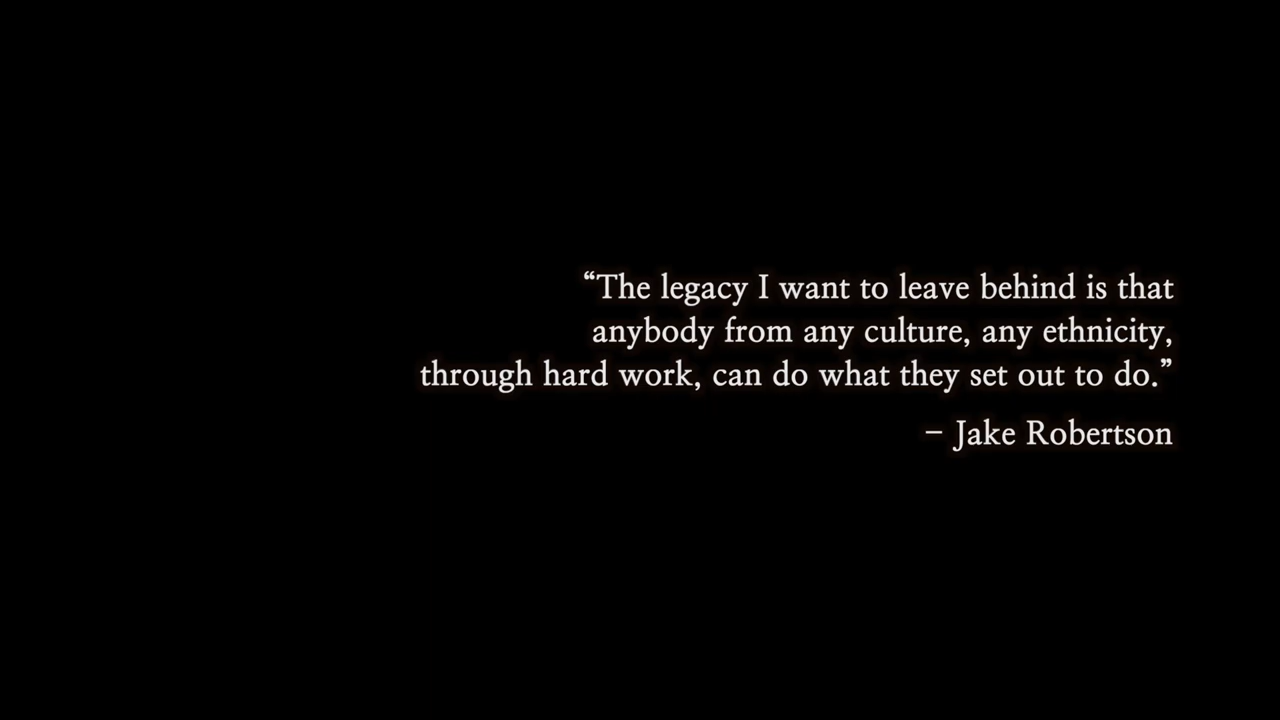 “The legacy I want to leave behind is that
anybody from any culture, any ethnicity,
through hard work, can do what they set out to do.”
– Jake Robertson